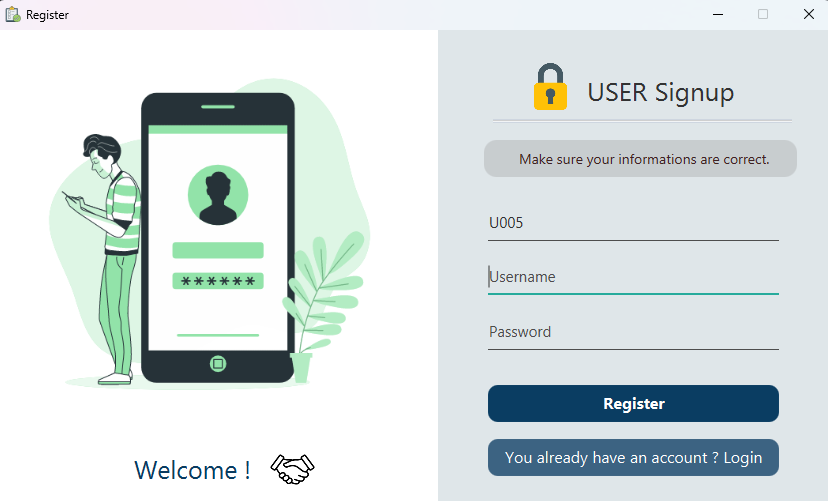 Register
USER Signup
Make sure your informations are correct.
U005
Username
******
Password
Register
Welcome !
You already have an account ? Login